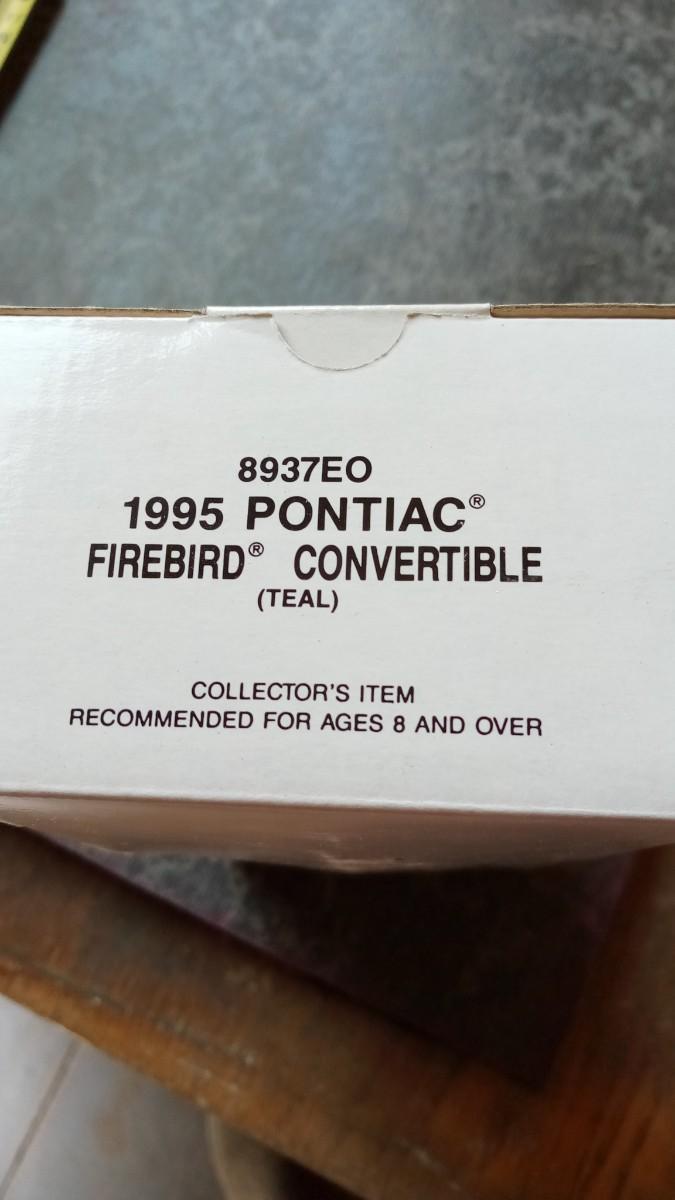 8937EO
1995 PONTIAC®
FIREBIRD® CONVERTIBLE
(TEAL)
COLLECTOR'S ITEM
RECOMMENDED FOR AGES 8 AND OVER